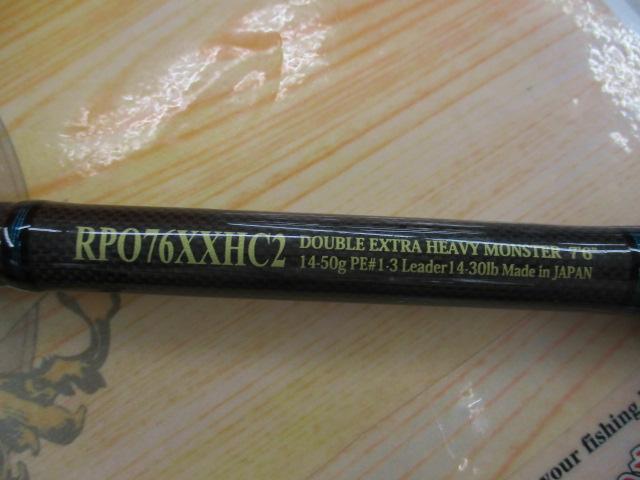 RPO76XXHC2
DOUBLE EXTRA HEAVY MONSTER 7'6"
14-50g PE#1-3 Leader14-30lb Made in JAPAN
your fishing